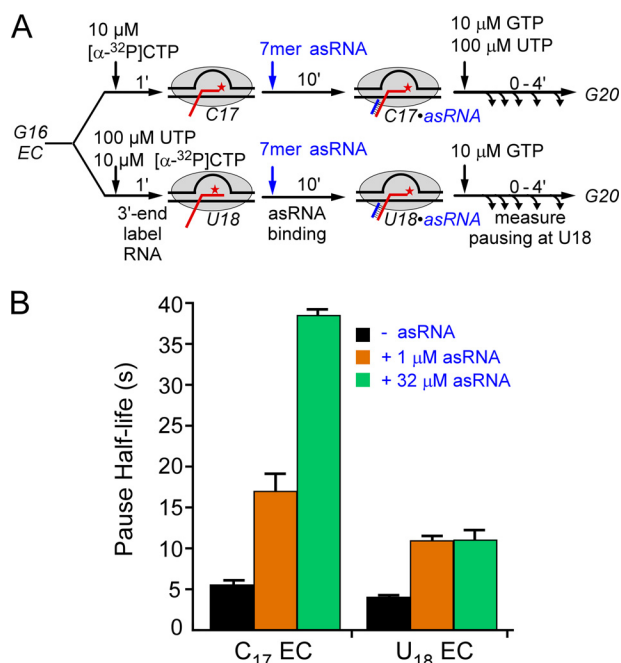 A
10 μM
[α-³²P]CTP
1'
C17
7mer asRNA
10'
C17•asRNA
10 μM GTP
100 μM UTP
0 - 4'
G20
G16
EC
100 μM UTP
10 μM [α-³²P]CTP
1'
3'-end
label
RNA
U18
7mer asRNA
10'
asRNA
binding
U18•asRNA
10 μM GTP
0 - 4'
G20
measure
pausing at U18
B
Pause Half-life (s)
40
35
30
25
20
15
10
5
0
- asRNA
+ 1 μM asRNA
+ 32 μM asRNA
C₁₇ EC
U₁₈ EC